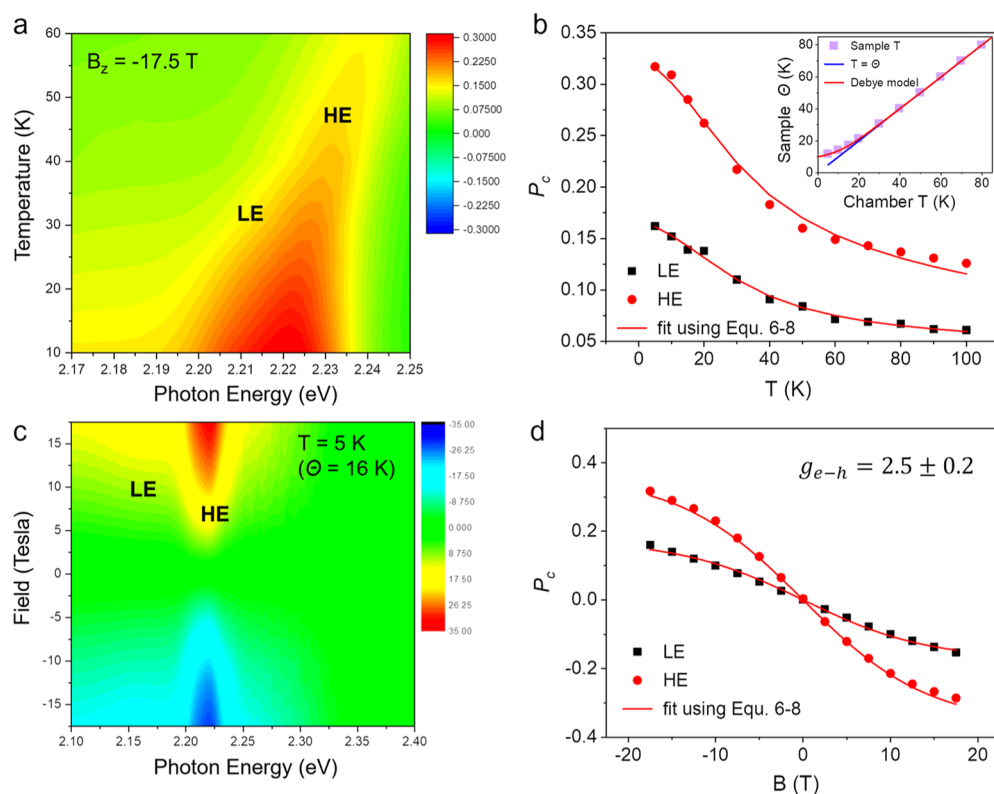 a
B_z = -17.5 T
HE
LE
Temperature (K)
60
50
40
30
20
10
2.17 2.18 2.19 2.20 2.21 2.22 2.23 2.24 2.25
Photon Energy (eV)
0.3000
0.2250
0.1500
0.07500
0.000
-0.07500
-0.1500
-0.2250
-0.3000
b
P_c
0.35
0.30
0.25
0.20
0.15
0.10
0.05
0 20 40 60 80 100
T (K)
LE
HE
fit using Equ. 6-8
Sample T
T = Θ
Debye model
Sample Θ (K)
80
60
40
20
0 20 40 60 80
Chamber T (K)
c
T = 5 K
(Θ = 16 K)
LE
HE
Field (Tesla)
15
10
5
0
-5
-10
-15
2.10 2.15 2.20 2.25 2.30 2.35 2.40
Photon Energy (eV)
-35.00
-26.25
-17.50
-8.750
0.000
8.750
17.50
26.25
35.00
d
g_{e-h} = 2.5 ± 0.2
P_c
0.4
0.2
0.0
-0.2
-0.4
-20 -10 0 10 20
B (T)
LE
HE
fit using Equ. 6-8